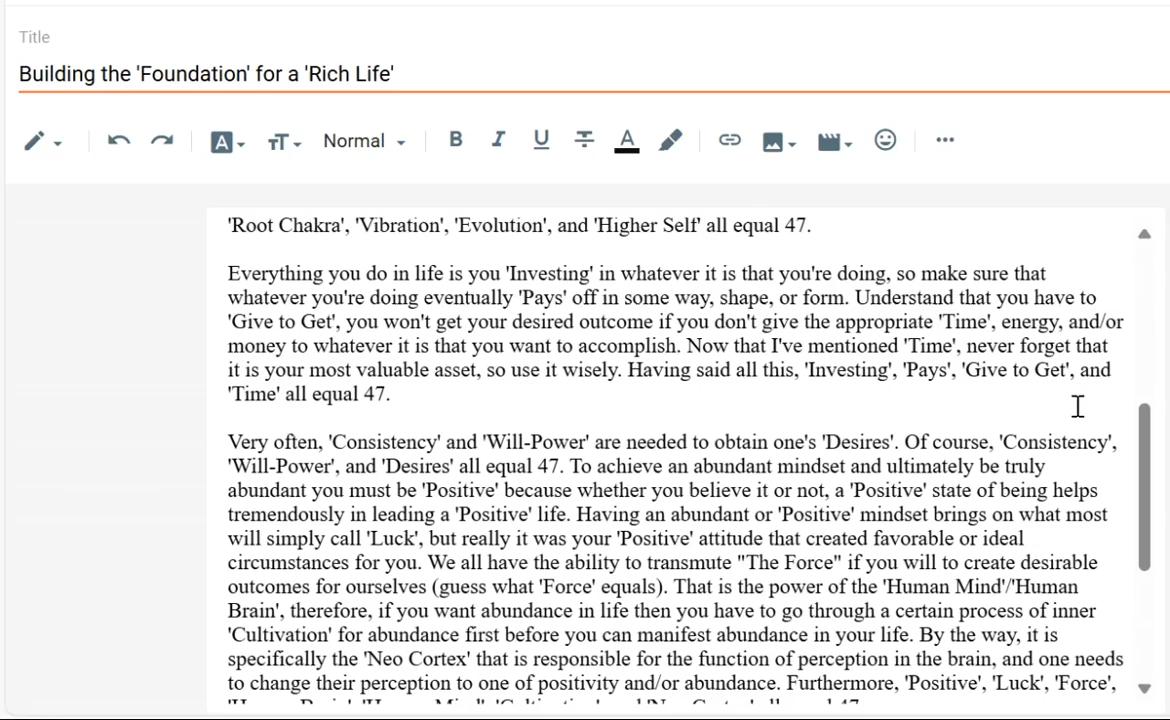 Title
Building the 'Foundation' for a 'Rich Life'
Normal
'Root Chakra', 'Vibration', 'Evolution', and 'Higher Self' all equal 47.
Everything you do in life is you 'Investing' in whatever it is that you're doing, so make sure that
whatever you're doing eventually 'Pays' off in some way, shape, or form. Understand that you have to
'Give to Get', you won't get your desired outcome if you don't give the appropriate 'Time', energy, and/or
money to whatever it is that you want to accomplish. Now that I've mentioned 'Time', never forget that
it is your most valuable asset, so use it wisely. Having said all this, 'Investing', 'Pays', 'Give to Get', and
'Time' all equal 47.
Very often, 'Consistency' and 'Will-Power' are needed to obtain one's 'Desires'. Of course, 'Consistency',
'Will-Power', and 'Desires' all equal 47. To achieve an abundant mindset and ultimately be truly
abundant you must be 'Positive' because whether you believe it or not, a 'Positive' state of being helps
tremendously in leading a 'Positive' life. Having an abundant or 'Positive' mindset brings on what most
will simply call 'Luck', but really it was your 'Positive' attitude that created favorable or ideal
circumstances for you. We all have the ability to transmute "The Force" if you will to create desirable
outcomes for ourselves (guess what 'Force' equals). That is the power of the 'Human Mind'/'Human
Brain', therefore, if you want abundance in life then you have to go through a certain process of inner
'Cultivation' for abundance first before you can manifest abundance in your life. By the way, it is
specifically the 'Neo Cortex' that is responsible for the function of perception in the brain, and one needs
to change their perception to one of positivity and/or abundance. Furthermore, 'Positive', 'Luck', 'Force',